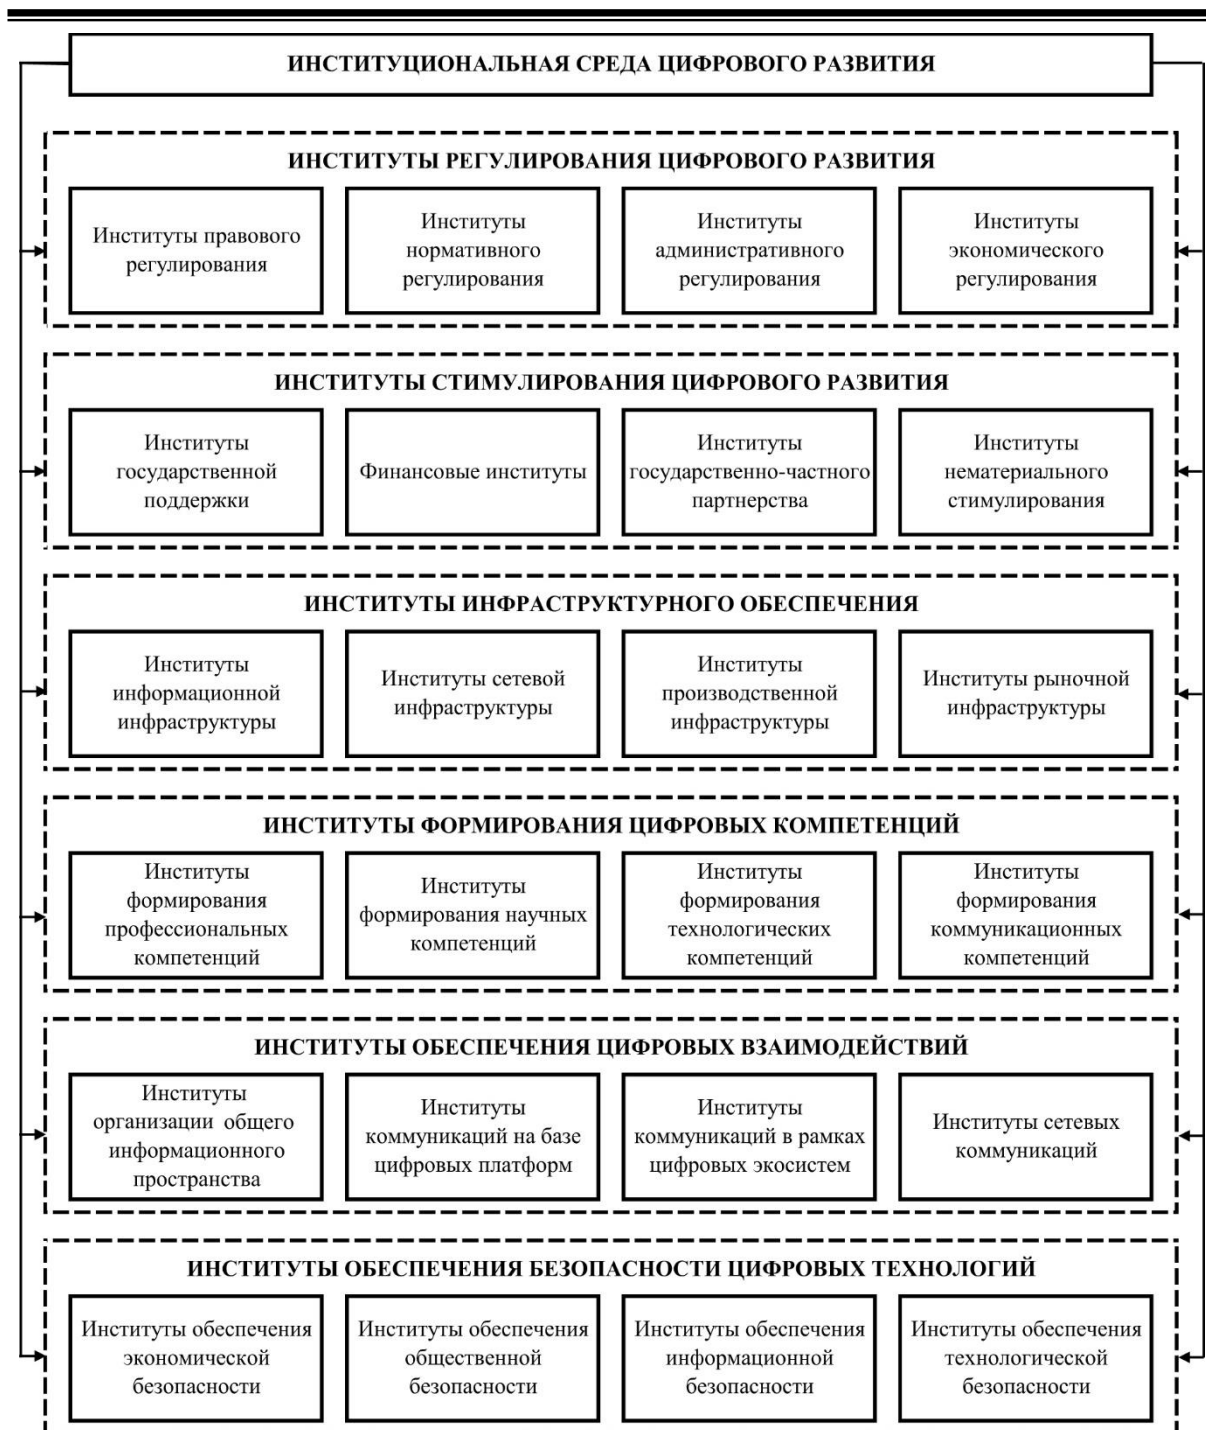 ИНСТИТУЦИОНАЛЬНАЯ СРЕДА ЦИФРОВОГО РАЗВИТИЯ
ИНСТИТУТЫ РЕГУЛИРОВАНИЯ ЦИФРОВОГО РАЗВИТИЯ
Институты правового
регулирования
Институты
нормативного
регулирования
Институты
административного
регулирования
Институты
экономического
регулирования
ИНСТИТУТЫ СТИМУЛИРОВАНИЯ ЦИФРОВОГО РАЗВИТИЯ
Институты
государственной
поддержки
Финансовые институты
Институты
государственно-частного
партнерства
Институты
нематериального
стимулирования
ИНСТИТУТЫ ИНФРАСТРУКТУРНОГО ОБЕСПЕЧЕНИЯ
Институты
информационной
инфраструктуры
Институты сетевой
инфраструктуры
Институты
производственной
инфраструктуры
Институты рыночной
инфраструктуры
ИНСТИТУТЫ ФОРМИРОВАНИЯ ЦИФРОВЫХ КОМПЕТЕНЦИЙ
Институты
формирования
профессиональных
компетенций
Институты
формирования научных
компетенций
Институты
формирования
технологических
компетенций
Институты
формирования
коммуникационных
компетенций
ИНСТИТУТЫ ОБЕСПЕЧЕНИЯ ЦИФРОВЫХ ВЗАИМОДЕЙСТВИЙ
Институты
организации общего
информационного
пространства
Институты
коммуникаций на базе
цифровых платформ
Институты
коммуникаций в рамках
цифровых экосистем
Институты сетевых
коммуникаций
ИНСТИТУТЫ ОБЕСПЕЧЕНИЯ БЕЗОПАСНОСТИ ЦИФРОВЫХ ТЕХНОЛОГИЙ
Институты обеспечения
экономической
безопасности
Институты обеспечения
общественной
безопасности
Институты обеспечения
информационной
безопасности
Институты обеспечения
технологической
безопасности